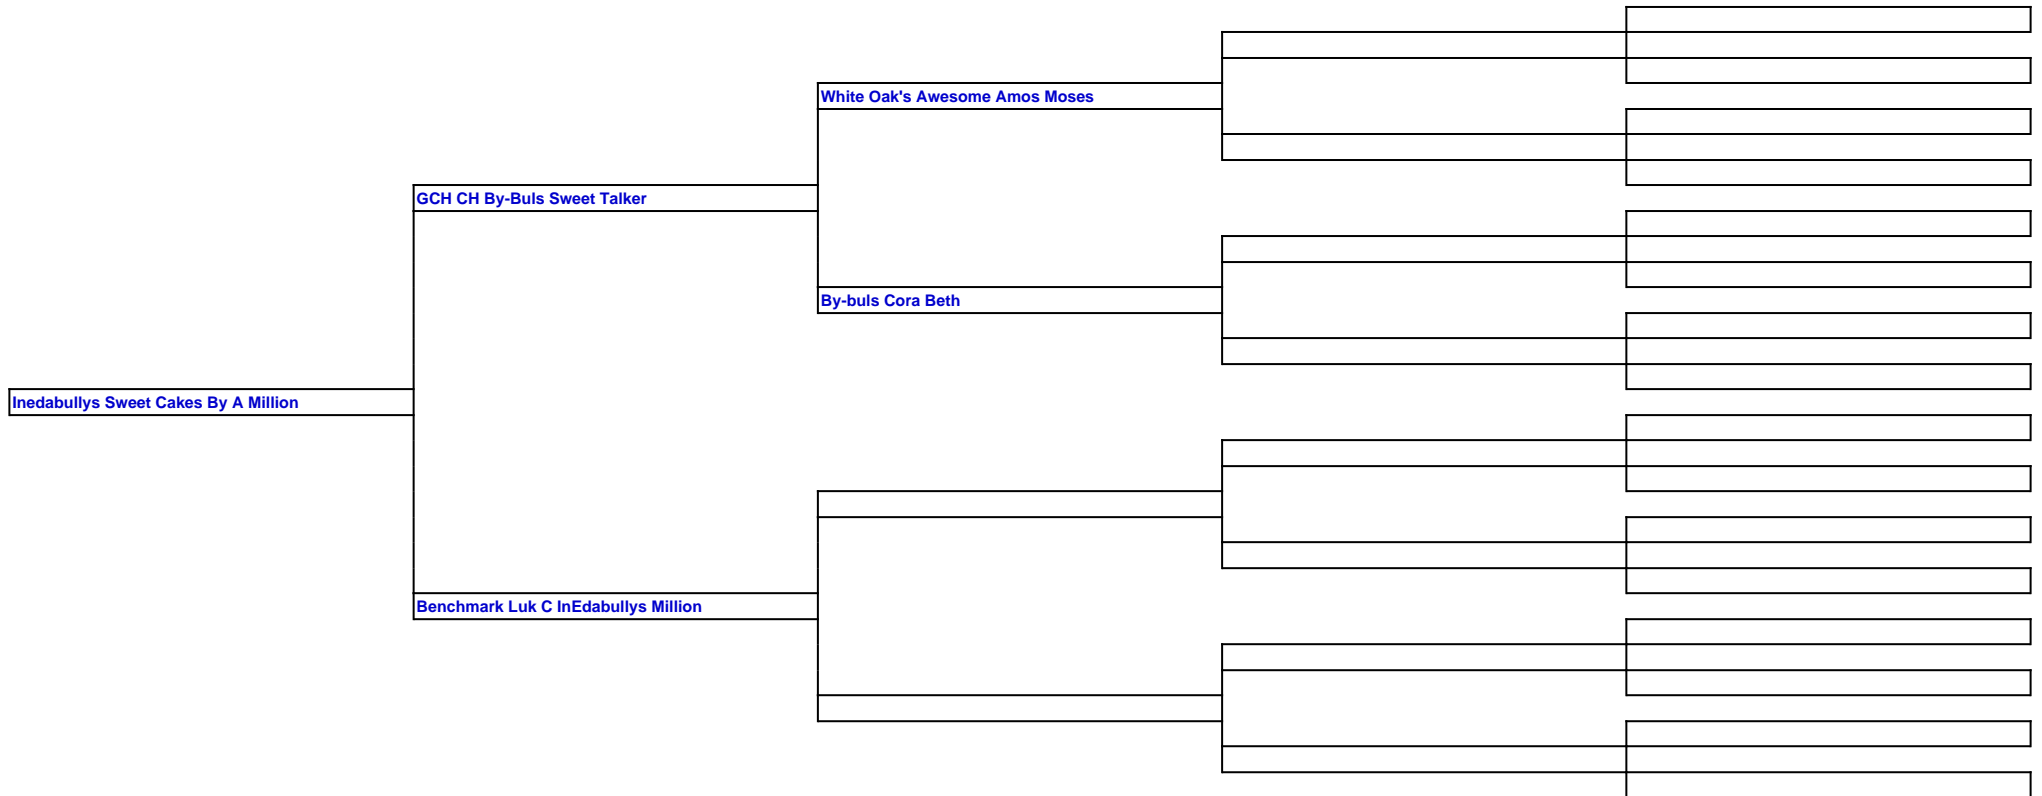 White Oak's Awesome Amos Moses
GCH CH By-Buls Sweet Talker
By-buls Cora Beth
Inedabullys Sweet Cakes By A Million
Benchmark Luk C InEdabullys Million